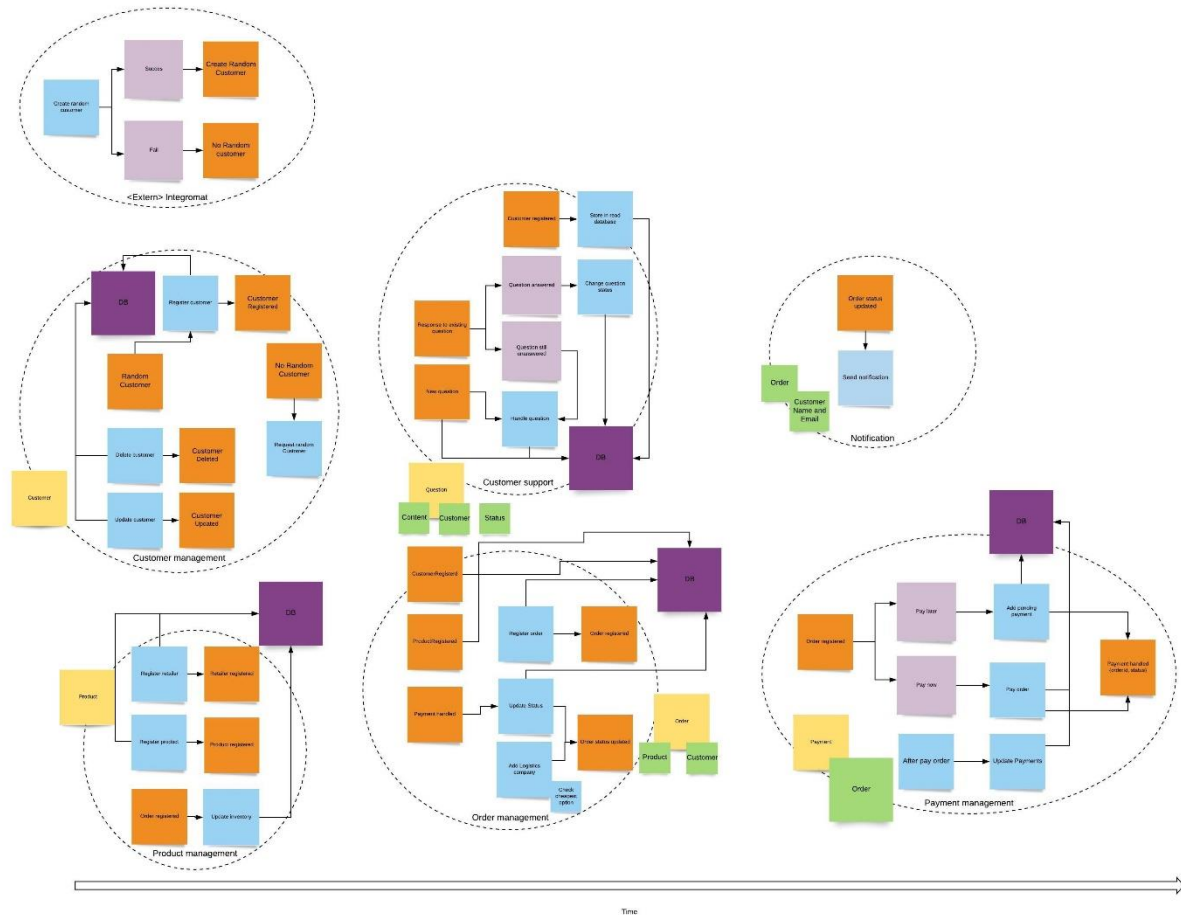 Create random
customer
Succes
Create Random
Customer
Fail
No Random
customer
<Extern> Integromat
DB
Register customer
Customer
Registered
Random
Customer
No Random
Customer
Request random
Customer
Delete customer
Customer
Deleted
Update customer
Customer
Updated
Customer
Customer management
Customer registered
Store in read
database
Question answered
Change question
status
Response to existing
question
Question still
unanswered
New question
Handle question
DB
Customer support
Question
Content
Customer
Status
Order status
updated
Send notification
Order
Customer
Name and
Email
Notification
DB
Product
Register retailer
Retailer registered
Register product
Product registered
Order registered
Update inventory
Product management
CustomerRegisterd
DB
ProductRegistered
Register order
Order registered
Payment handled
Update Status
Order status updated
Add Logistics
company
Check
cheapest
option
Order
Product
Customer
Order management
DB
Order registered
Pay later
Add pending
payment
Pay now
Pay order
Payment handled
(orderid, status)
Payment
Order
After pay order
Update Payments
Payment management
Time